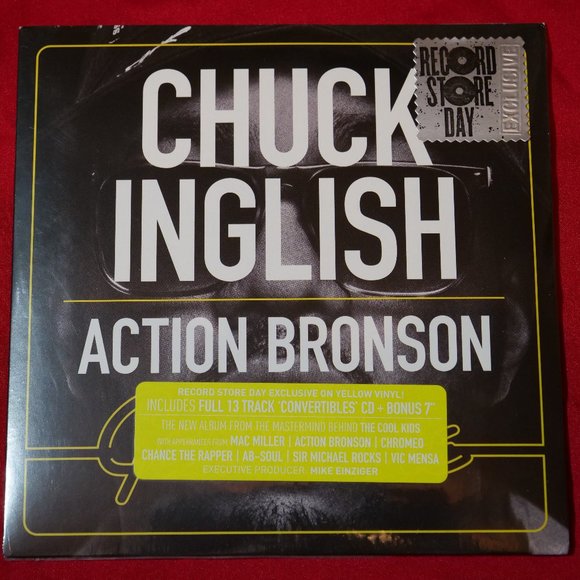 CHUCK
INGLISH
ACTION BRONSON
RECORD
STORE
DAY
EXCLUSIVE
RECORD STORE DAY EXCLUSIVE ON YELLOW VINYL!
INCLUDES FULL 13 TRACK 'CONVERTIBLES' CD + BONUS 7"
THE NEW ALBUM FROM THE MASTERMIND BEHIND THE COOL KIDS
WITH APPEARANCES FROM MAC MILLER | ACTION BRONSON | CHROMEO
CHANCE THE RAPPER | AB-SOUL | SIR MICHAEL ROCKS | VIC MENSA
EXECUTIVE PRODUCER: MIKE EINZIGER